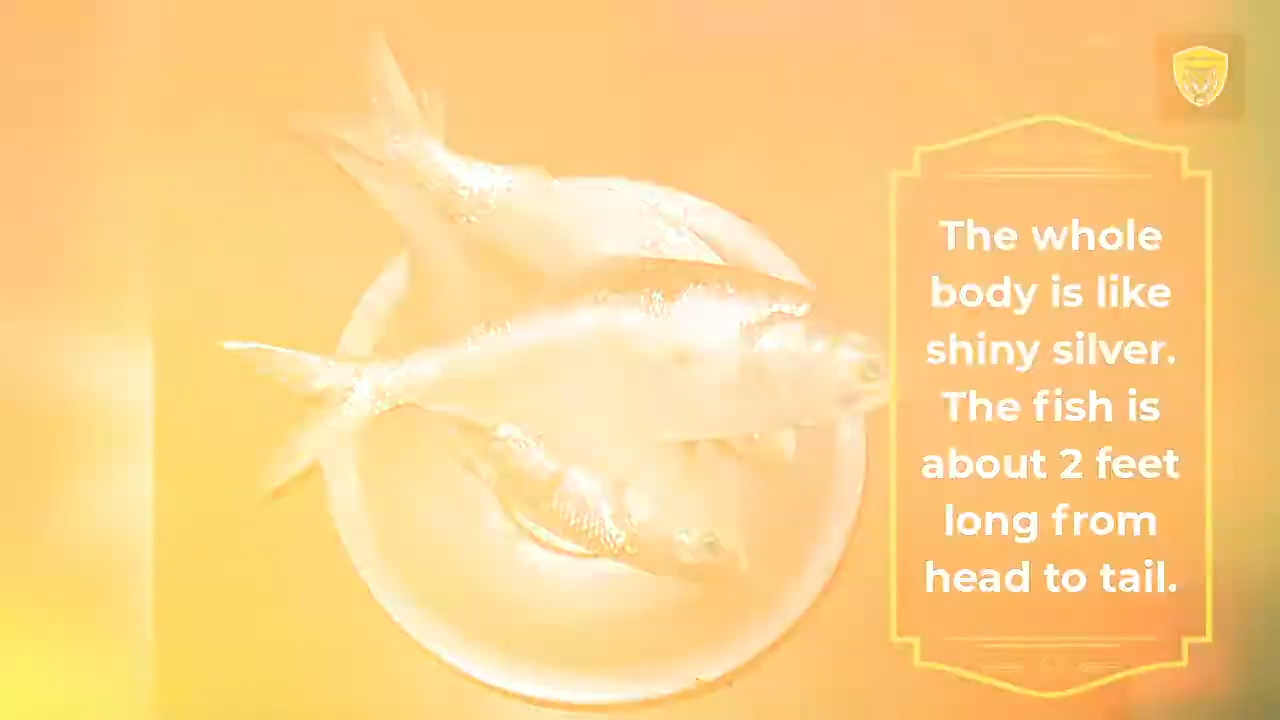 The whole
body is like
shiny silver.
The fish is
about 2 feet
long from
head to tail.